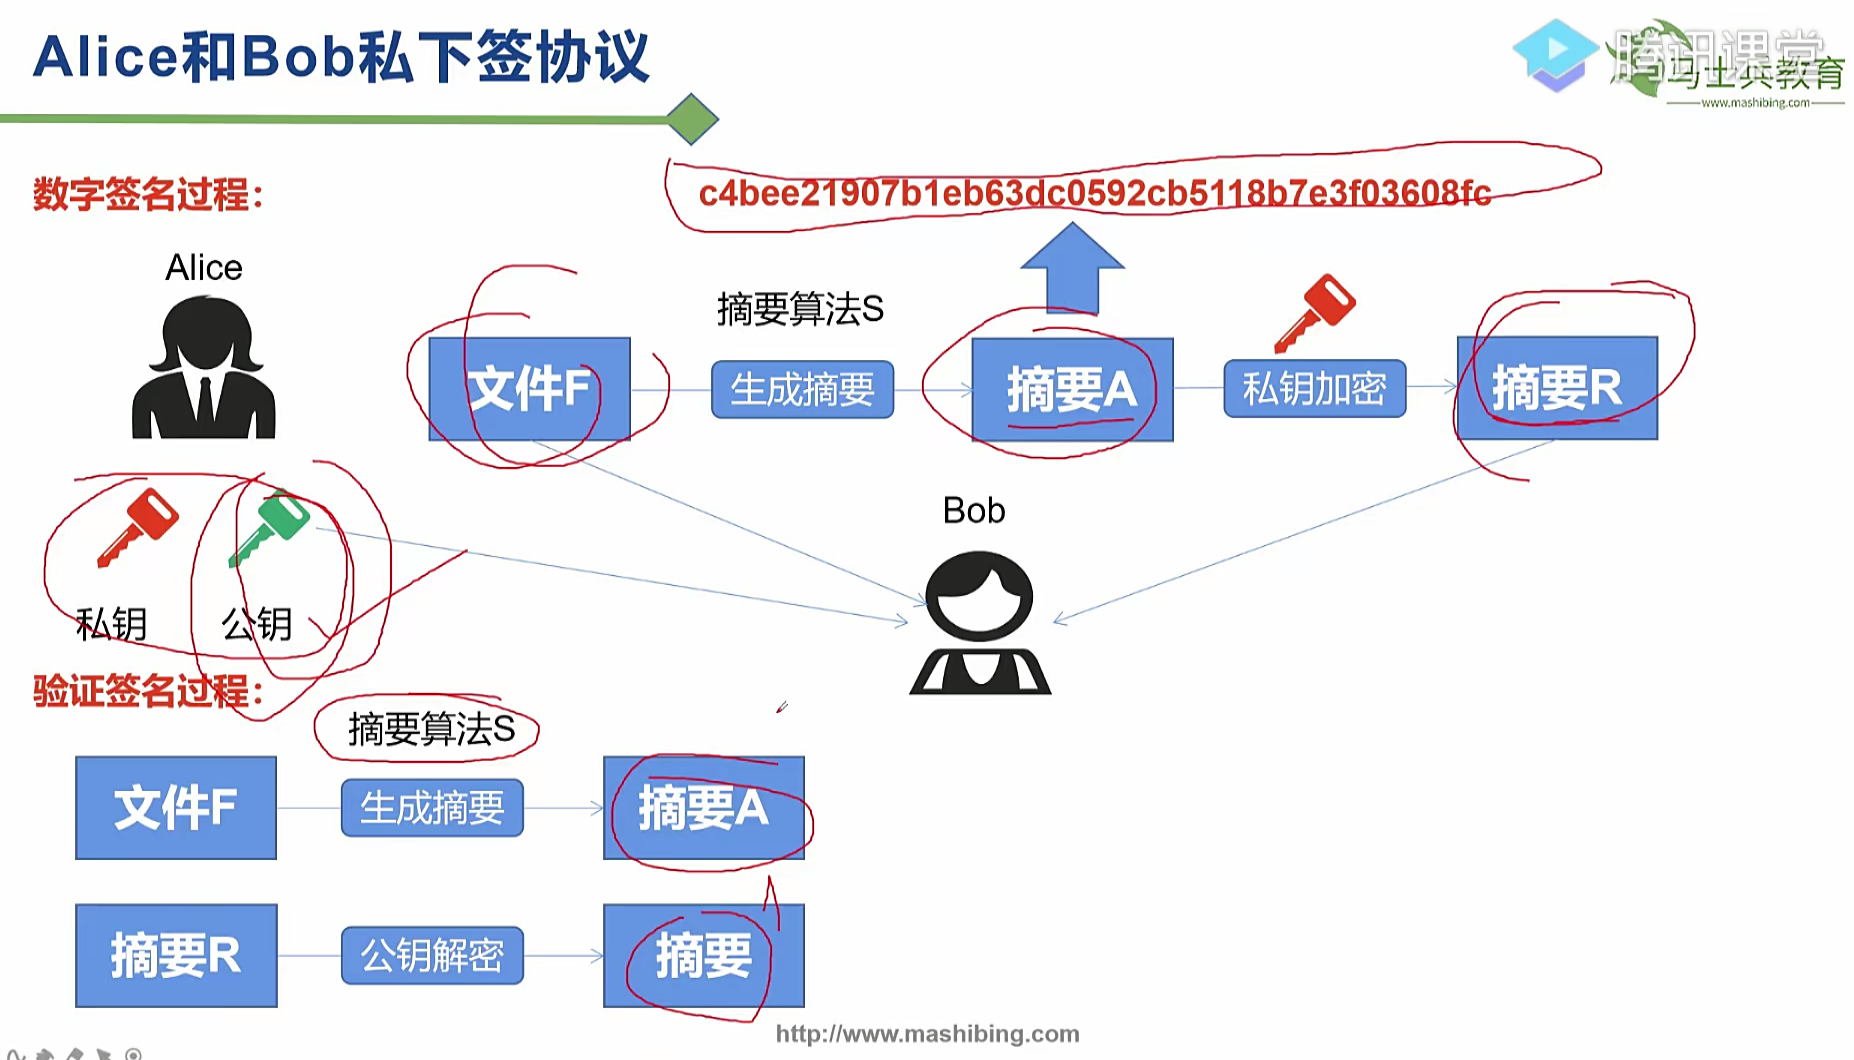 Alice和Bob私下签协议
腾讯课堂
马士兵教育
www.mashibing.com
数字签名过程：
c4bee21907b1eb63dc0592cb5118b7e3f03608fc
Alice
摘要算法S
文件F
生成摘要
摘要A
私钥加密
摘要R
Bob
私钥
公钥
验证签名过程：
摘要算法S
文件F
生成摘要
摘要A
摘要R
公钥解密
摘要
http://www.mashibing.com